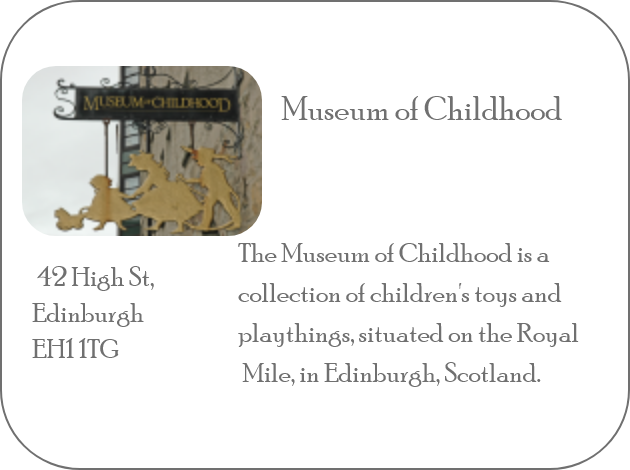 MUSEUM of CHILDHOOD
Museum of Childhood
42 High St,
Edinburgh
EH1 1TG
The Museum of Childhood is a
collection of children's toys and
playthings, situated on the Royal
Mile, in Edinburgh, Scotland.